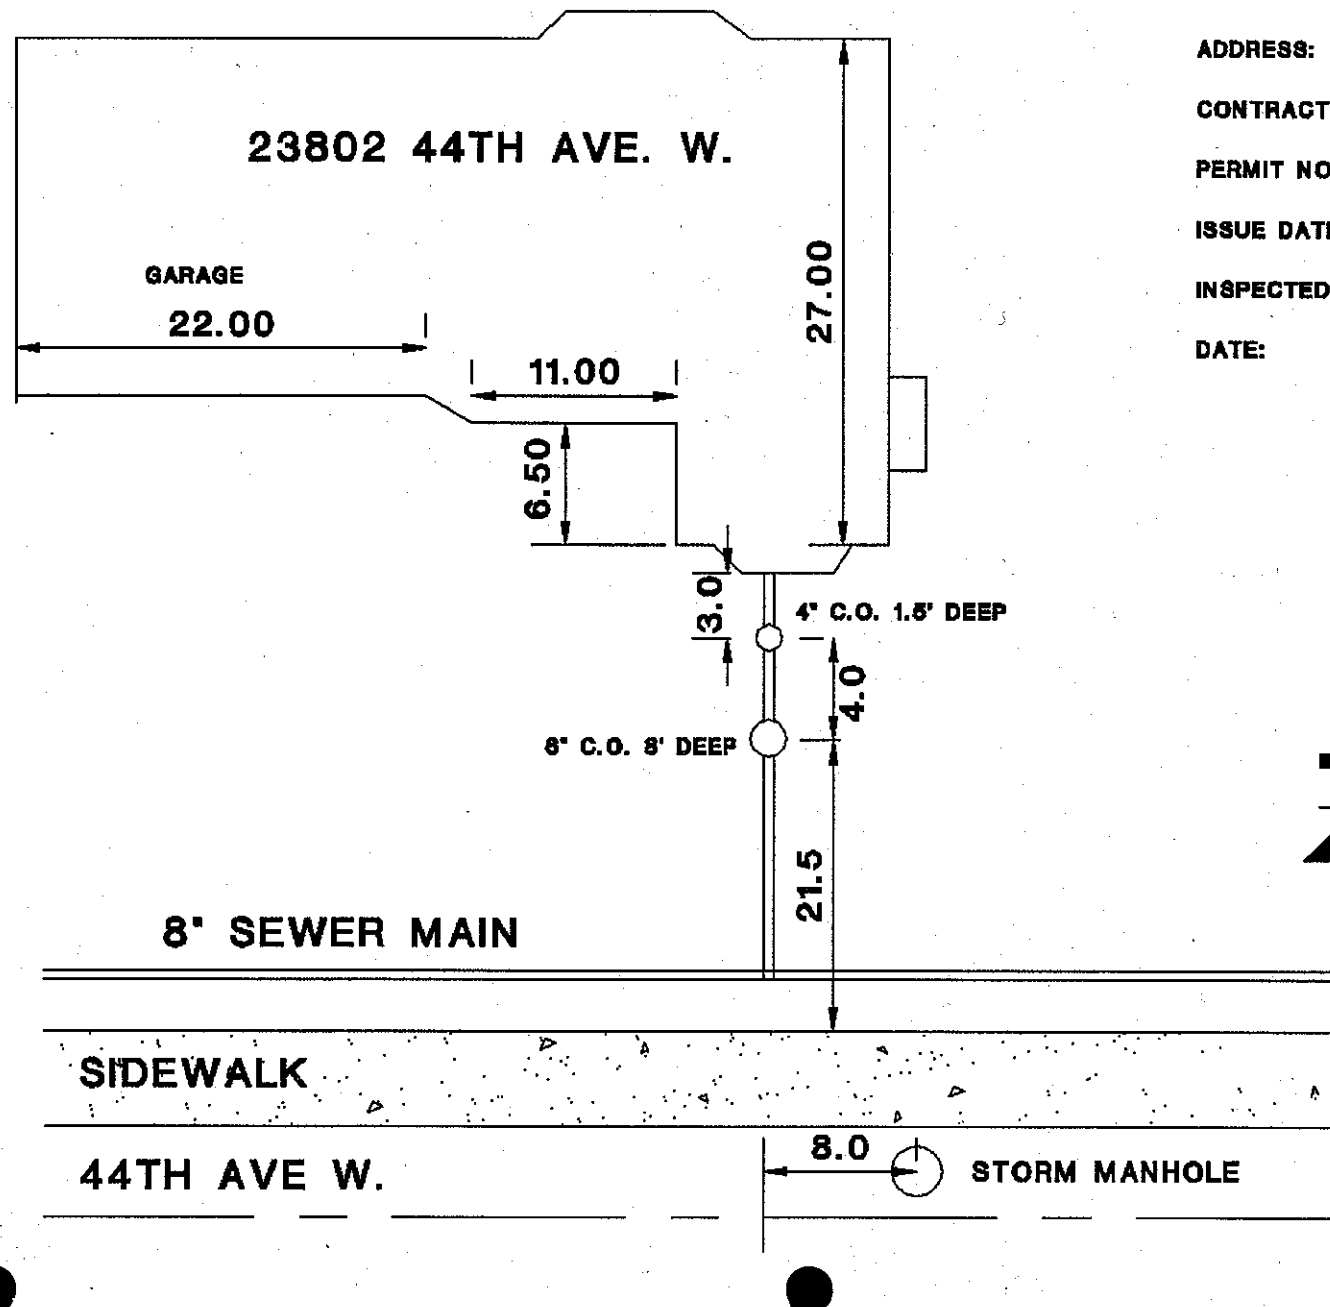 ADDRESS:
CONTRACT
PERMIT NO
ISSUE DAT
INSPECTED
DATE:
23802 44TH AVE. W.
GARAGE
22.00
11.00
27.00
6.50
3.0
4" C.O. 1.5' DEEP
4.0
6" C.O. 8' DEEP
21.5
8" SEWER MAIN
SIDEWALK
8.0
44TH AVE W.
STORM MANHOLE